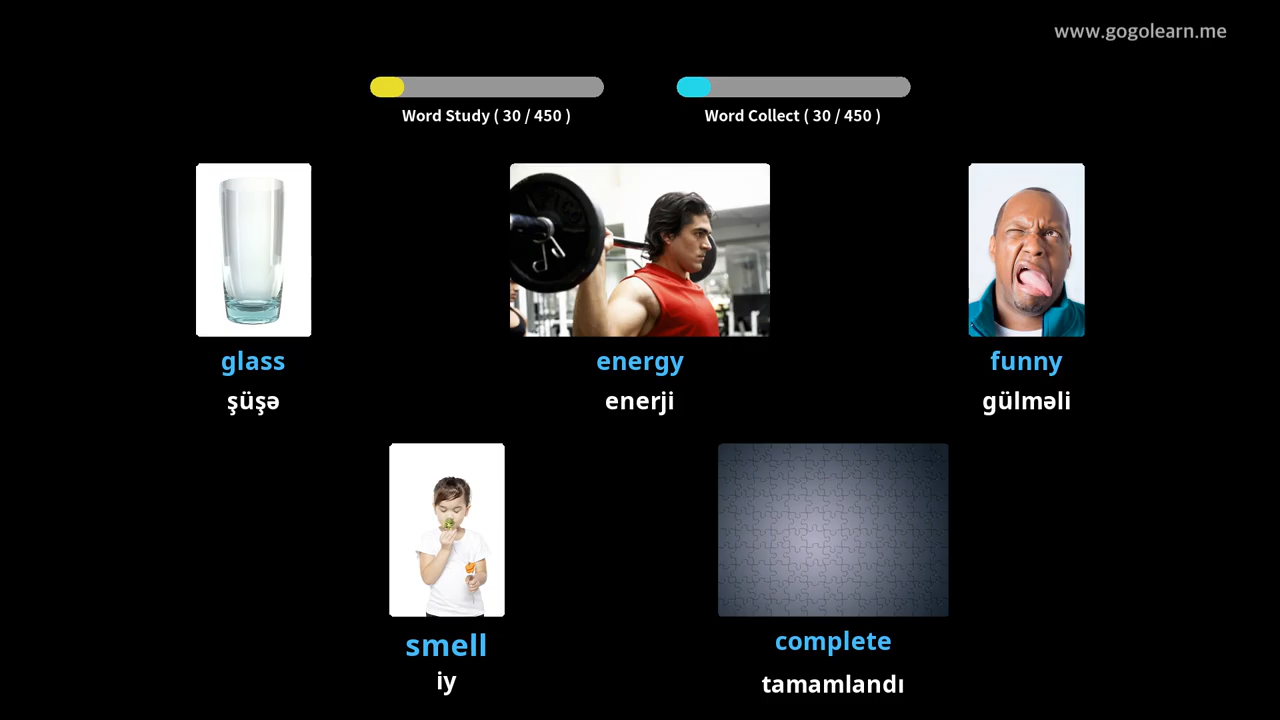 www.gogolearn.me
Word Study ( 30 / 450 )
Word Collect ( 30 / 450 )
glass
şüşə
energy
enerji
funny
gülməli
smell
iy
complete
tamamlandı